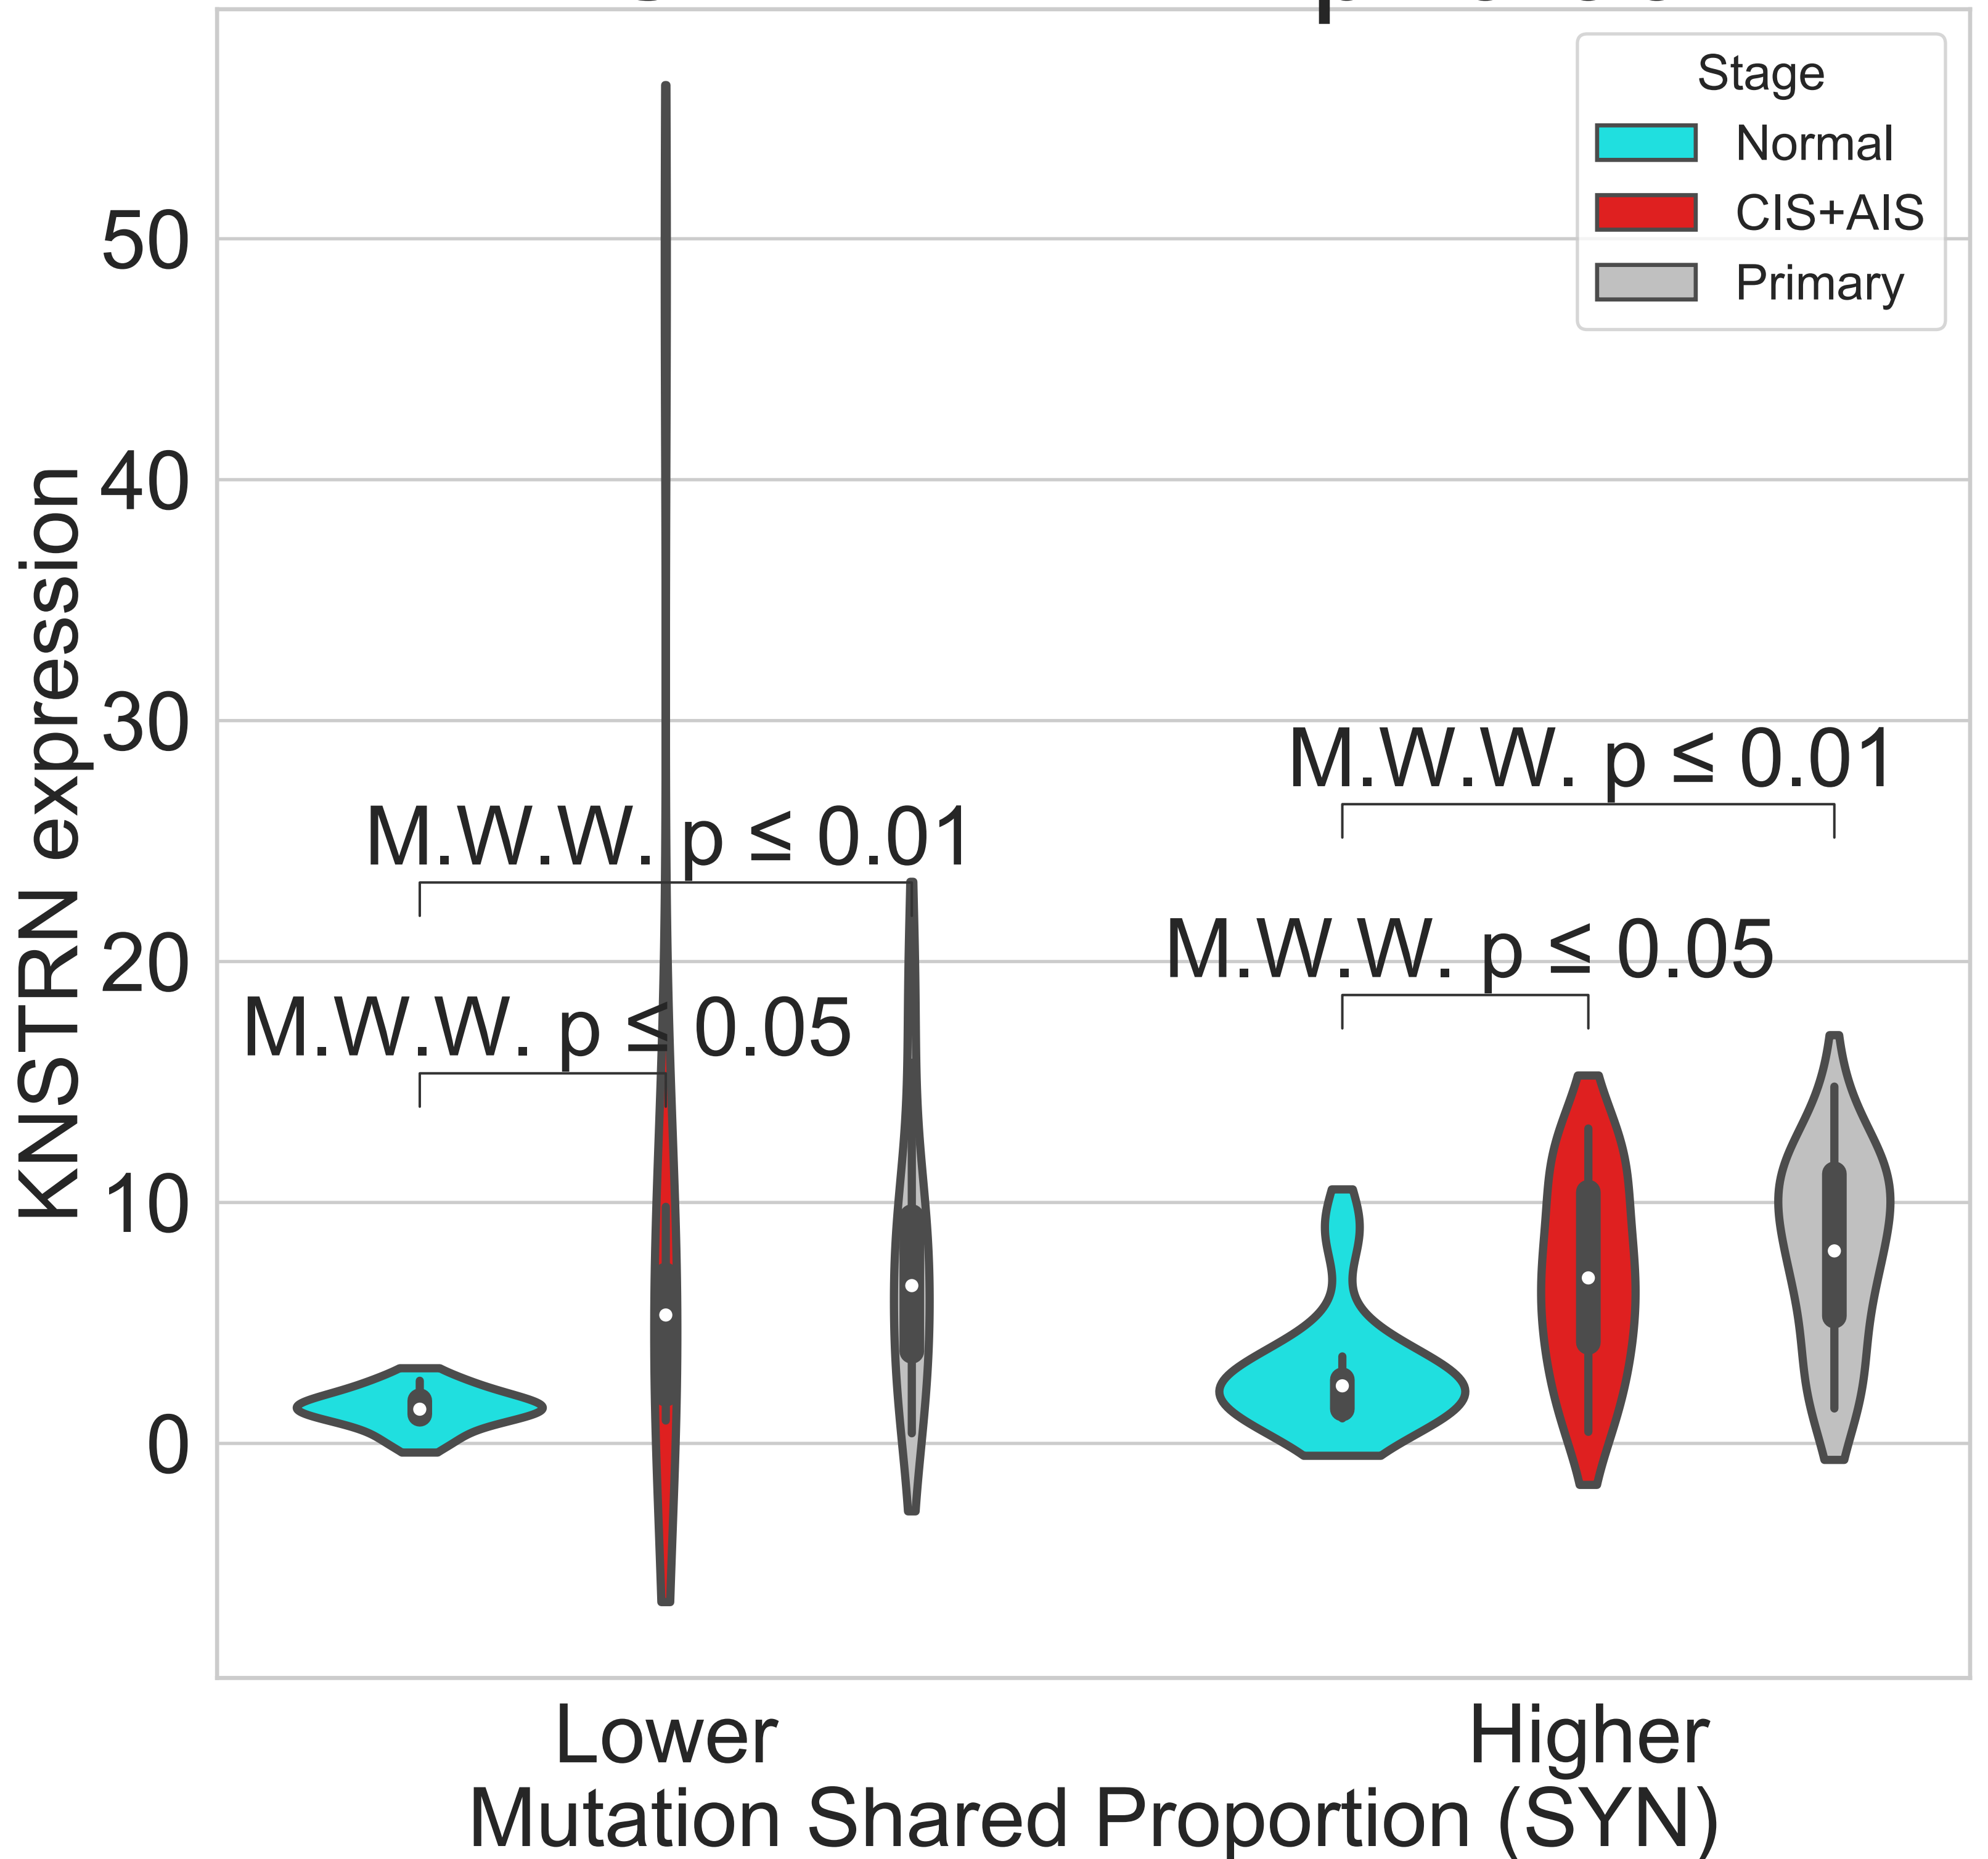 Stage
Normal
CIS+AIS
Primary
KNSTRN expression
50
40
30
20
10
0
M.W.W. p ≤ 0.01
M.W.W. p ≤ 0.01
M.W.W. p ≤ 0.05
M.W.W. p ≤ 0.05
Lower
Higher
Mutation Shared Proportion (SYN)